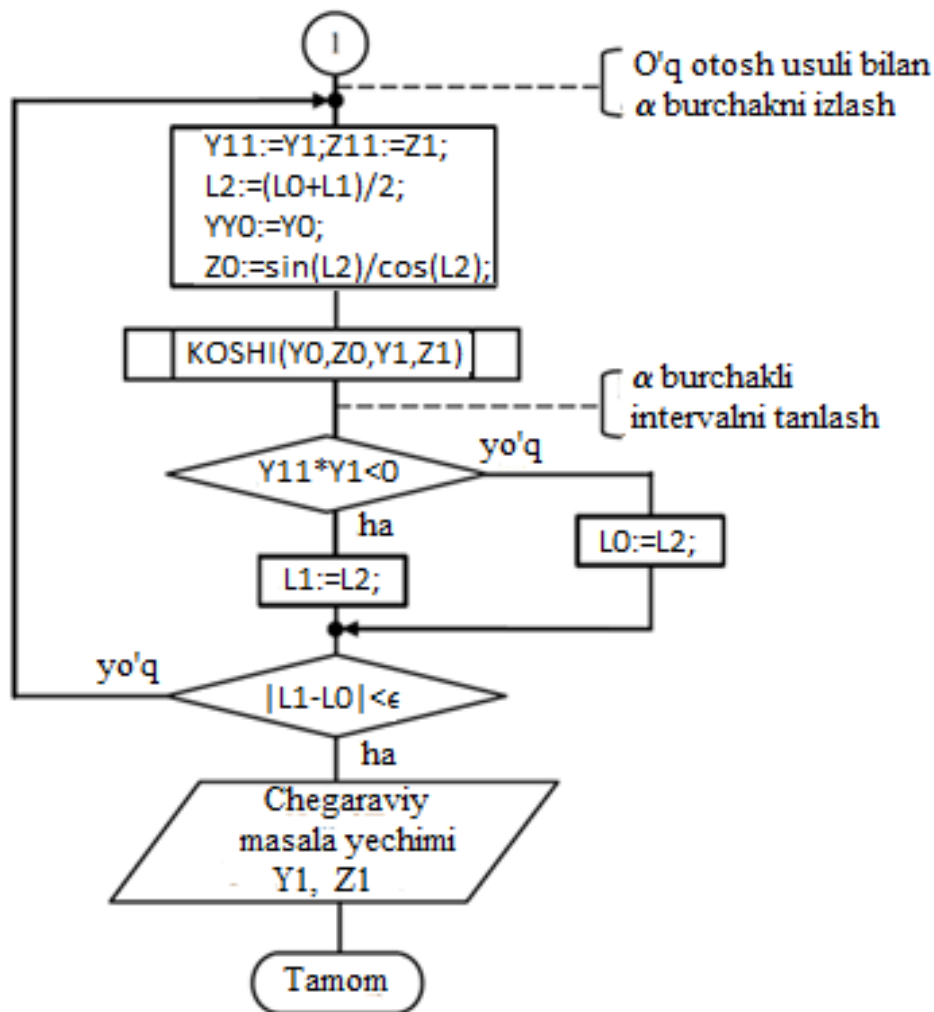 1
O'q otosh usuli bilan
α burchakni izlash
Y11:=Y1;Z11:=Z1;
L2:=(L0+L1)/2;
YY0:=Y0;
Z0:=sin(L2)/cos(L2);
KOSHI(Y0,Z0,Y1,Z1)
α burchakli
intervalni tanlash
Y11*Y1<0
yo'q
ha
L0:=L2;
L1:=L2;
yo'q
|L1-L0|<ϵ
ha
Chegaraviy
masala yechimi
Y1, Z1
Tamom